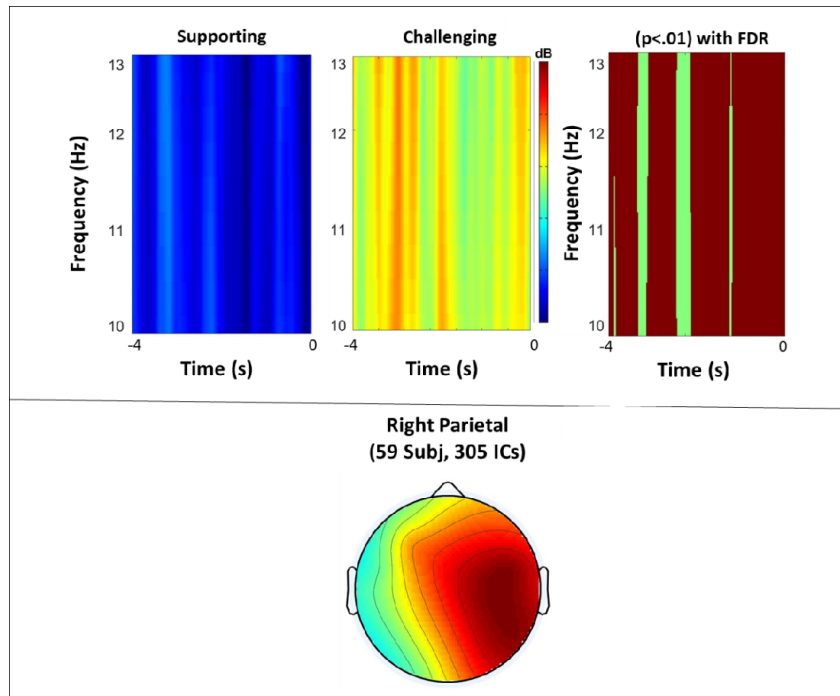 Supporting
Challenging
(p<.01) with FDR
dB
Frequency (Hz)
13
12
11
10
-4
0
Time (s)
13
12
11
10
-4
0
Time (s)
Frequency (Hz)
13
12
11
10
-4
0
Time (s)
Right Parietal
(59 Subj, 305 ICs)